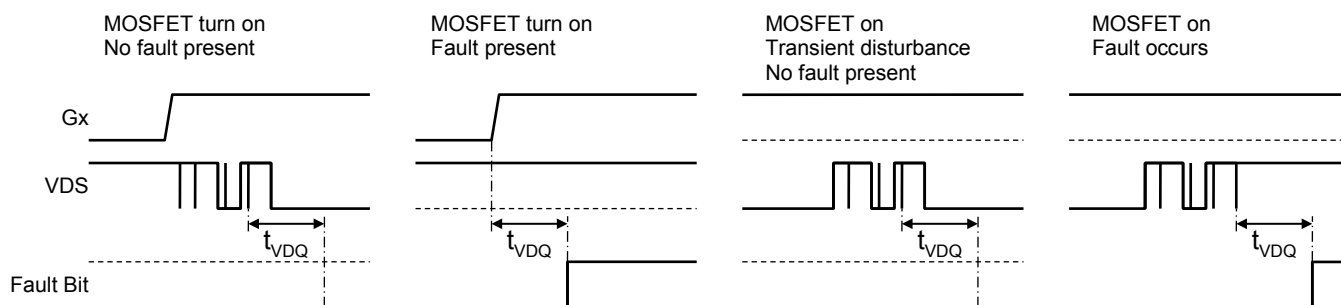 MOSFET turn on
No fault present
MOSFET turn on
Fault present
MOSFET on
Transient disturbance
No fault present
MOSFET on
Fault occurs
Gx
VDS
tVDQ
tVDQ
tVDQ
tVDQ
Fault Bit